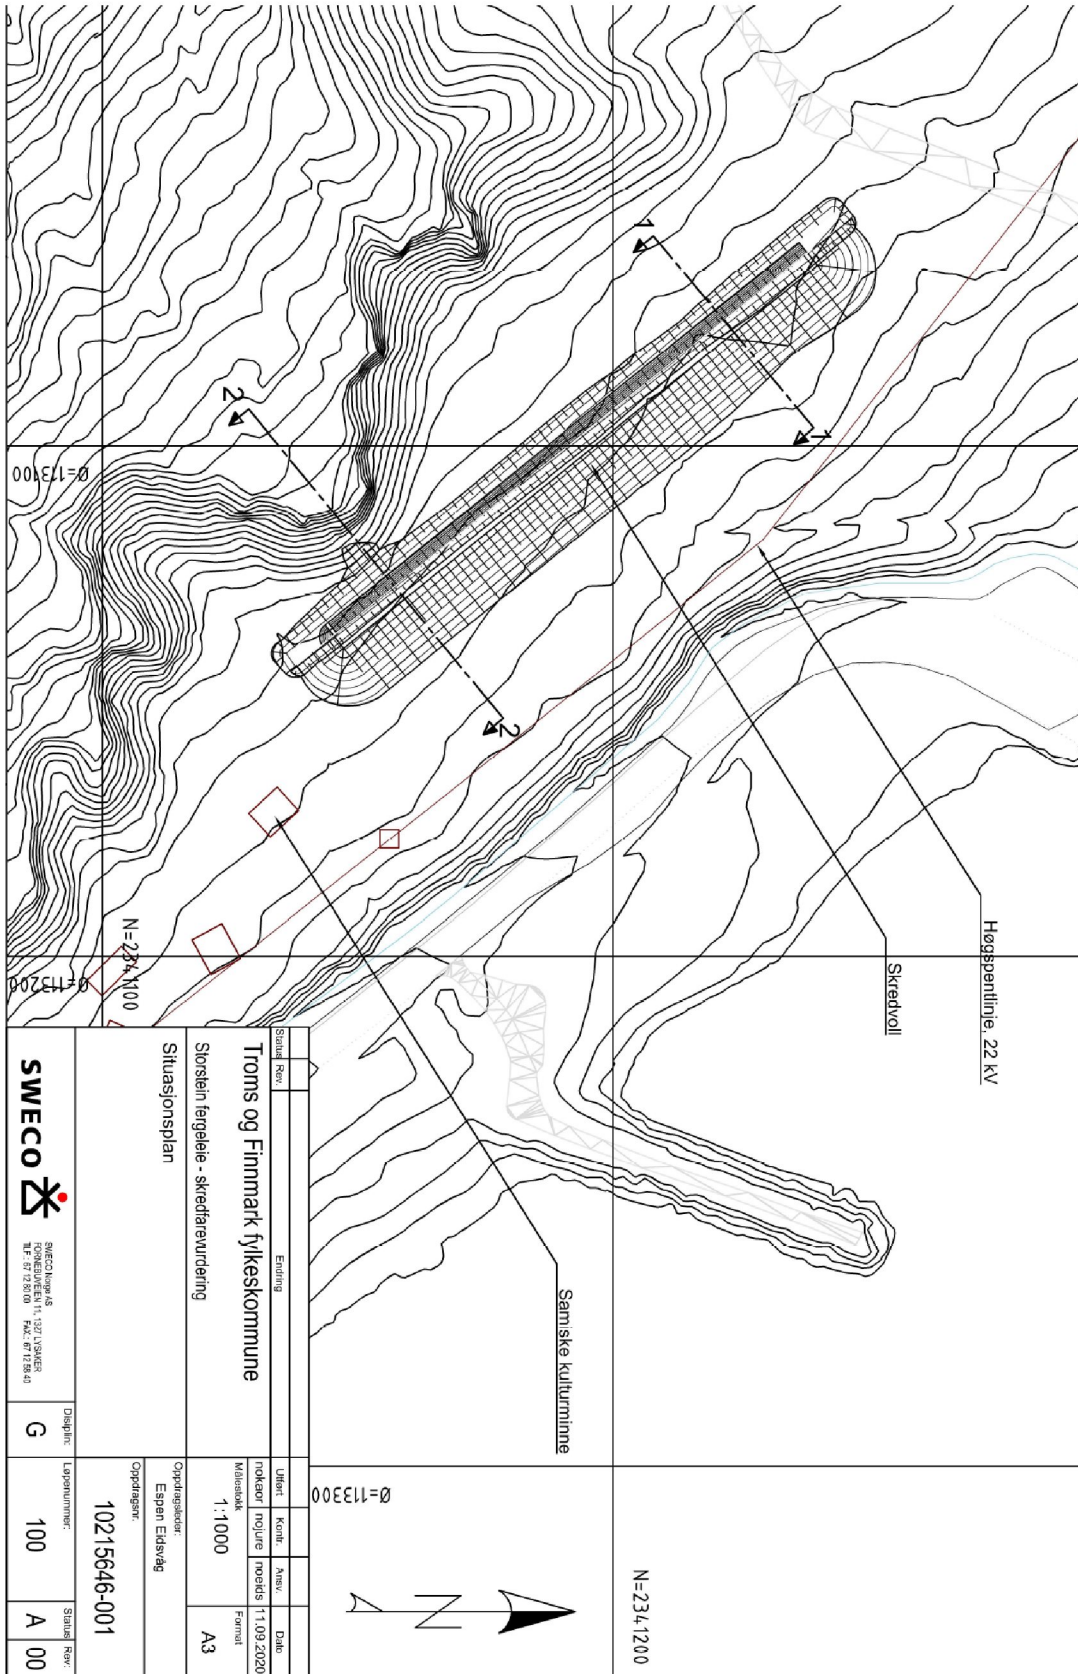 1
1
2
2
Høgspentlinje, 22 kV
Skredvoll
Samiske kulturminne
Ø=113100
Ø=113200
Ø=113300
N=2341100
N=2341200
N
Status Rev. Endring Utført Kontr. Ansv. Dato
nokaor nojure noeids 11.09.2020
Troms og Finnmark fylkeskommune
Målestokk Format
1:1000 A3
Storstein fergeleie - skredfarevurdering
Oppdragsleder:
Espen Eidsvåg
Situasjonsplan
Oppdragsnr.
10215646-001
SWECO
SWECO Norge AS
FORNEBUVEIEN 11, 1327 LYSAKER
TLF.: 67 12 80 00 FAX.: 67 12 58 40
Disiplin: Løpenummer: Status Rev.
G 100 A 00